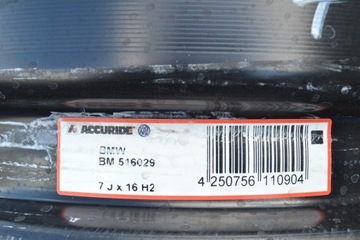 ACCURIDE
BMW
BM 516029
7 J x 16 H2
4 250756 110904